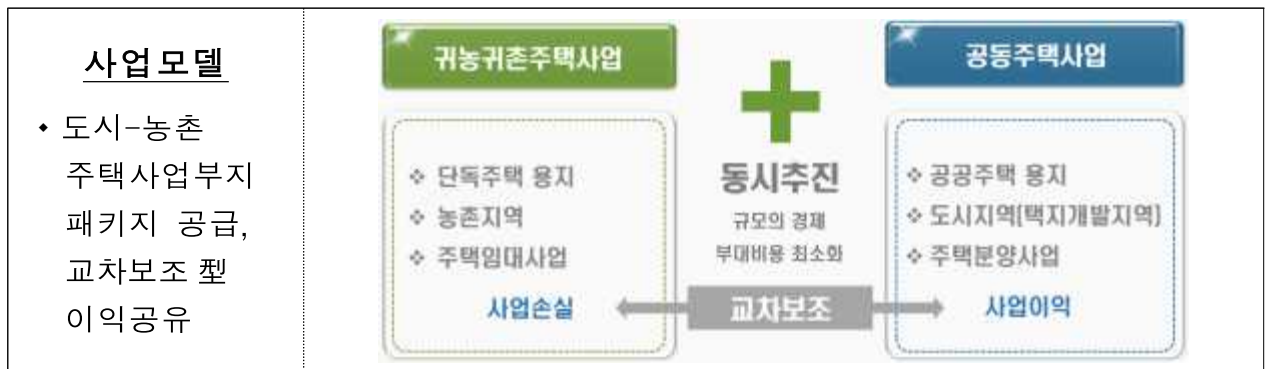 사업모델
• 도시-농촌
주택사업부지
패키지 공급,
교차보조 型
이익공유
귀농귀촌주택사업
❖ 단독주택 용지
❖ 농촌지역
❖ 주택임대사업
사업손실
동시추진
규모의 경제
부대비용 최소화
교차보조
공동주택사업
❖ 공공주택 용지
❖ 도시지역(택지개발지역)
❖ 주택분양사업
사업이익